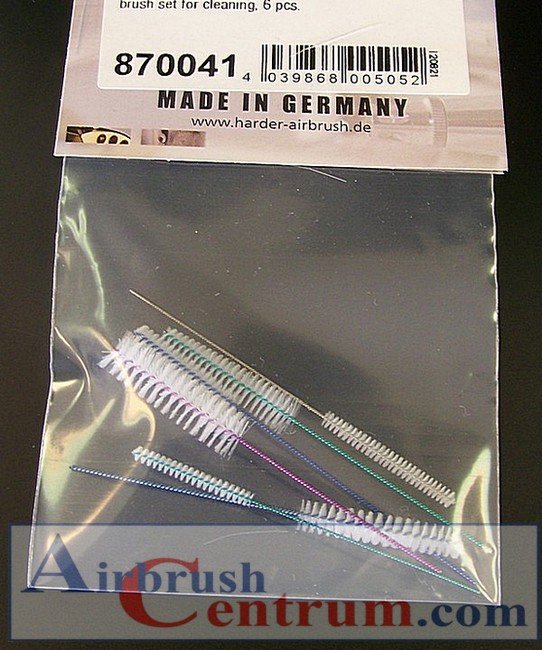 brush set for cleaning, 6 pcs.
870041
4 039868 005052
120821
MADE IN GERMANY
www.harder-airbrush.de
Airbrush
Centrum.com